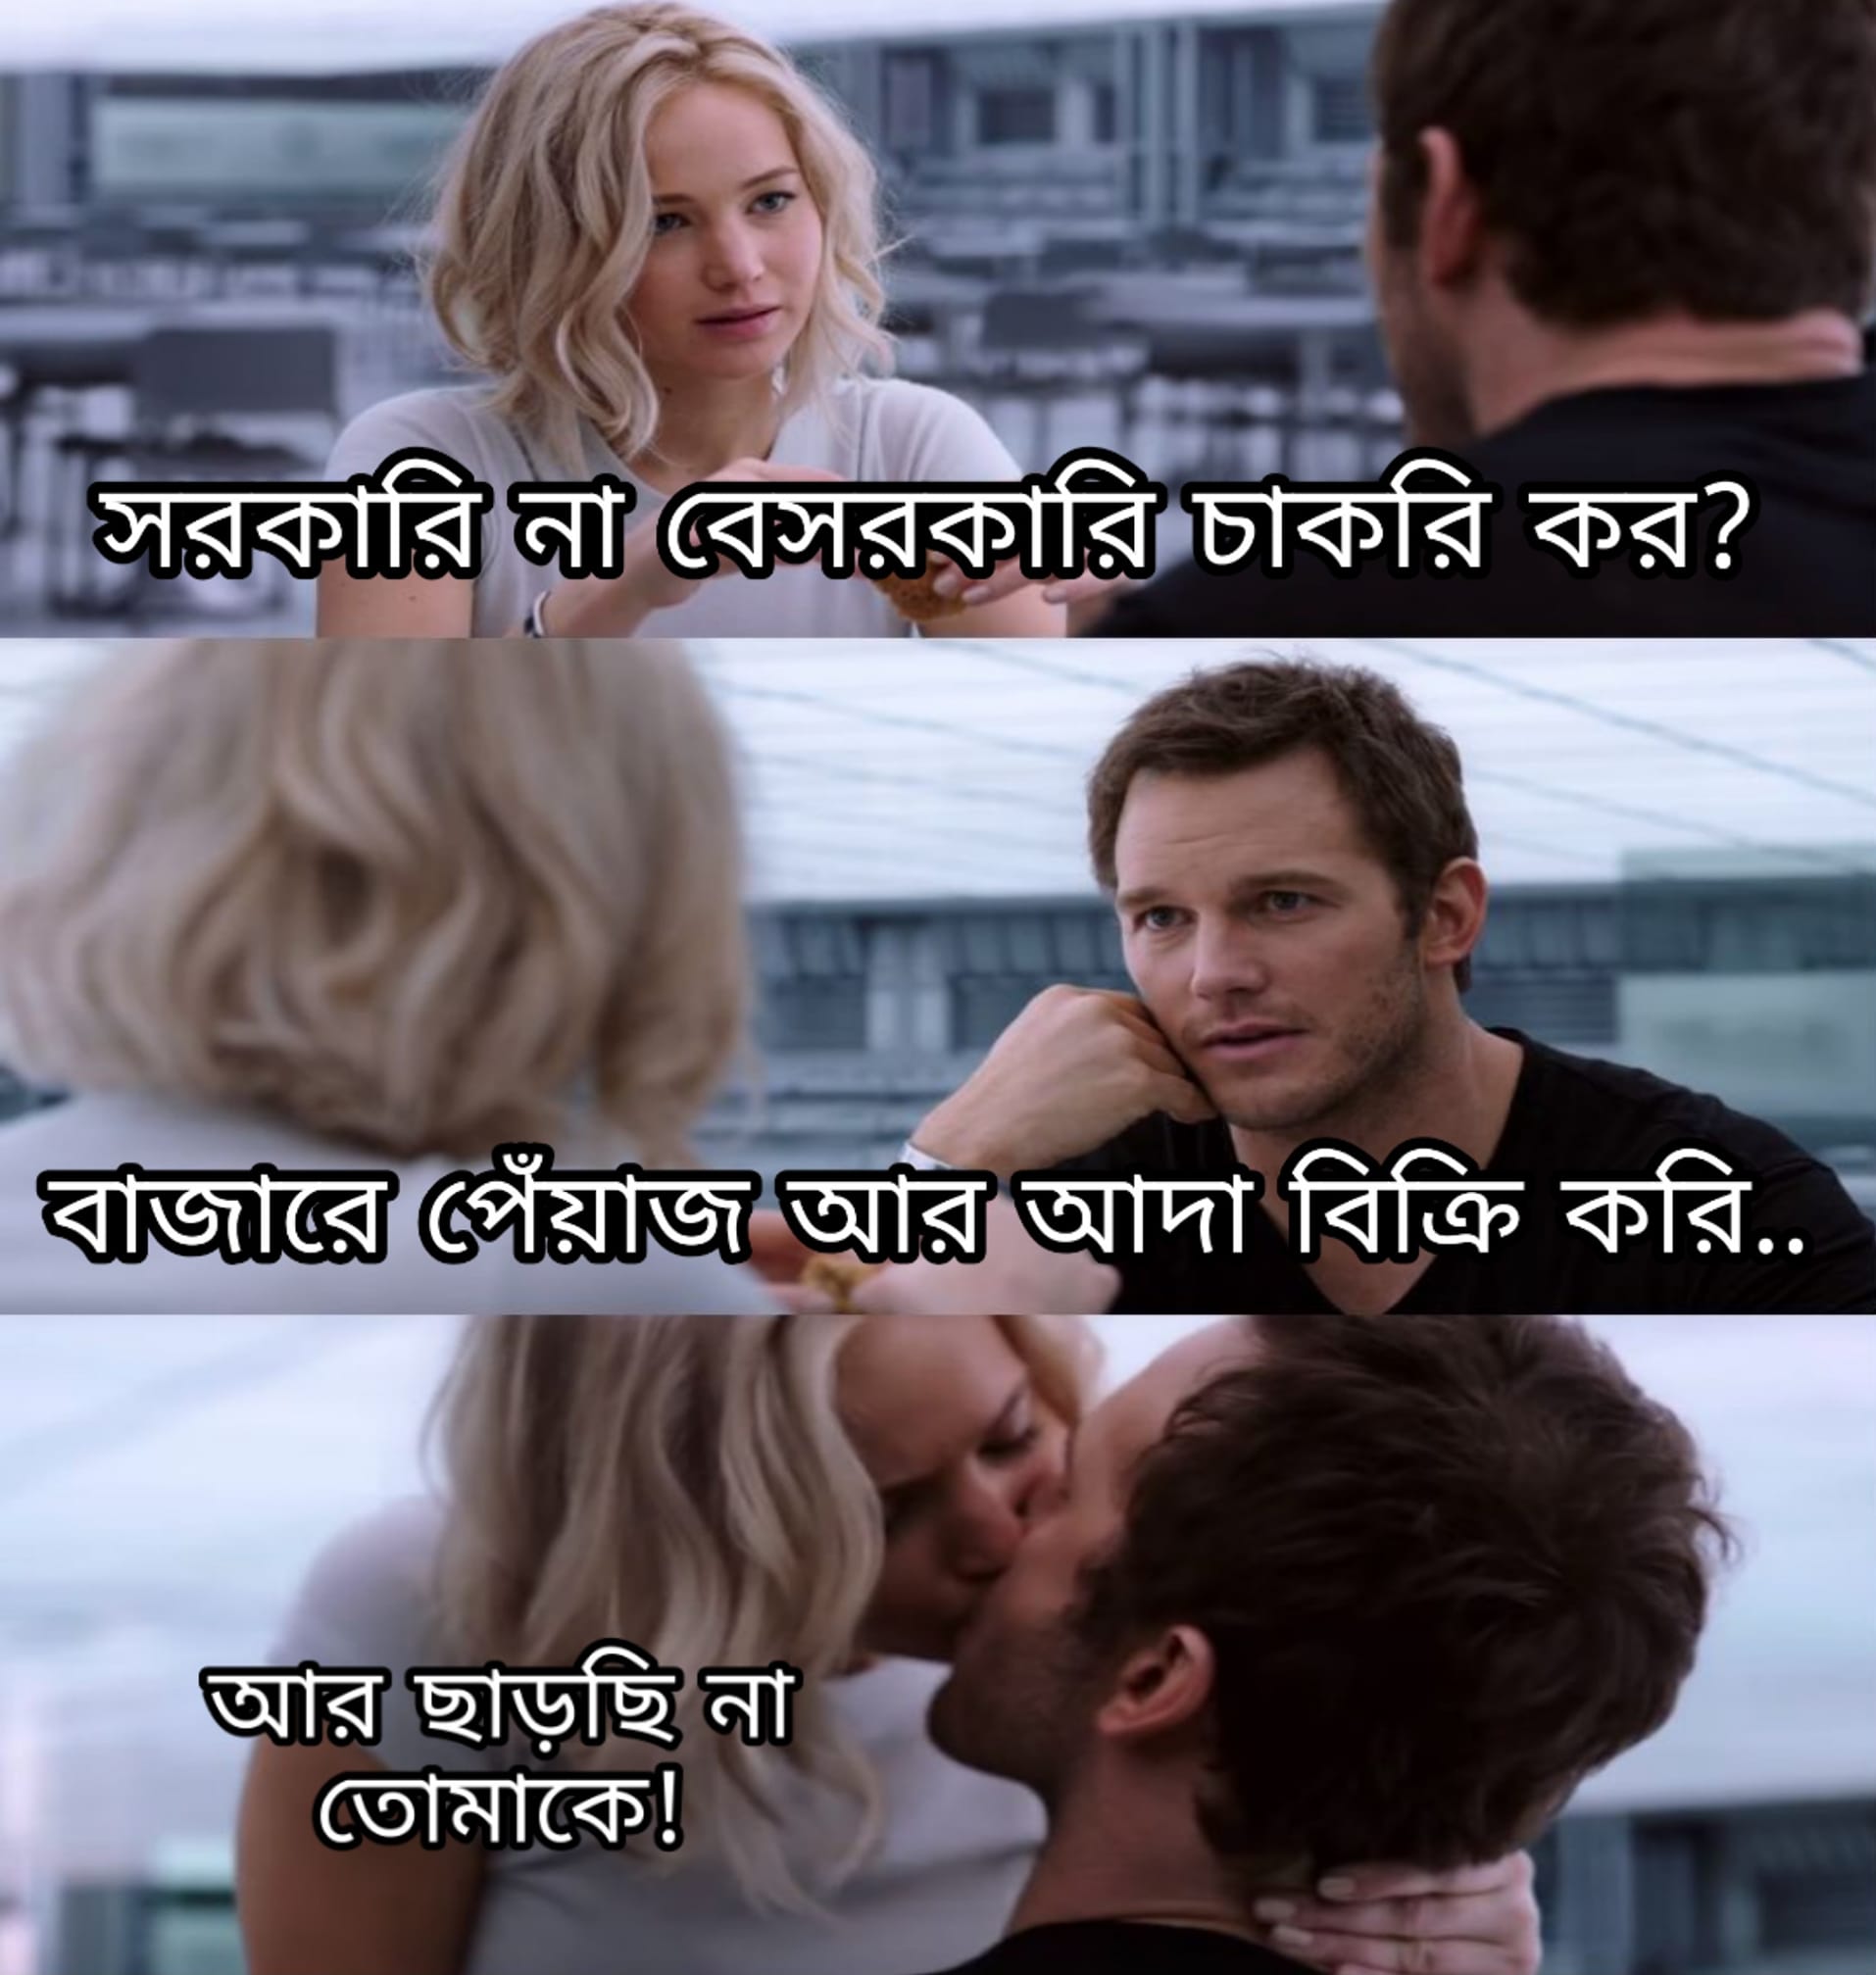 সরকারি না বেসরকারি চাকরি কর?
বাজারে পেঁয়াজ আর আদা বিক্রি করি..
আর ছাড়ছি না
তোমাকে!